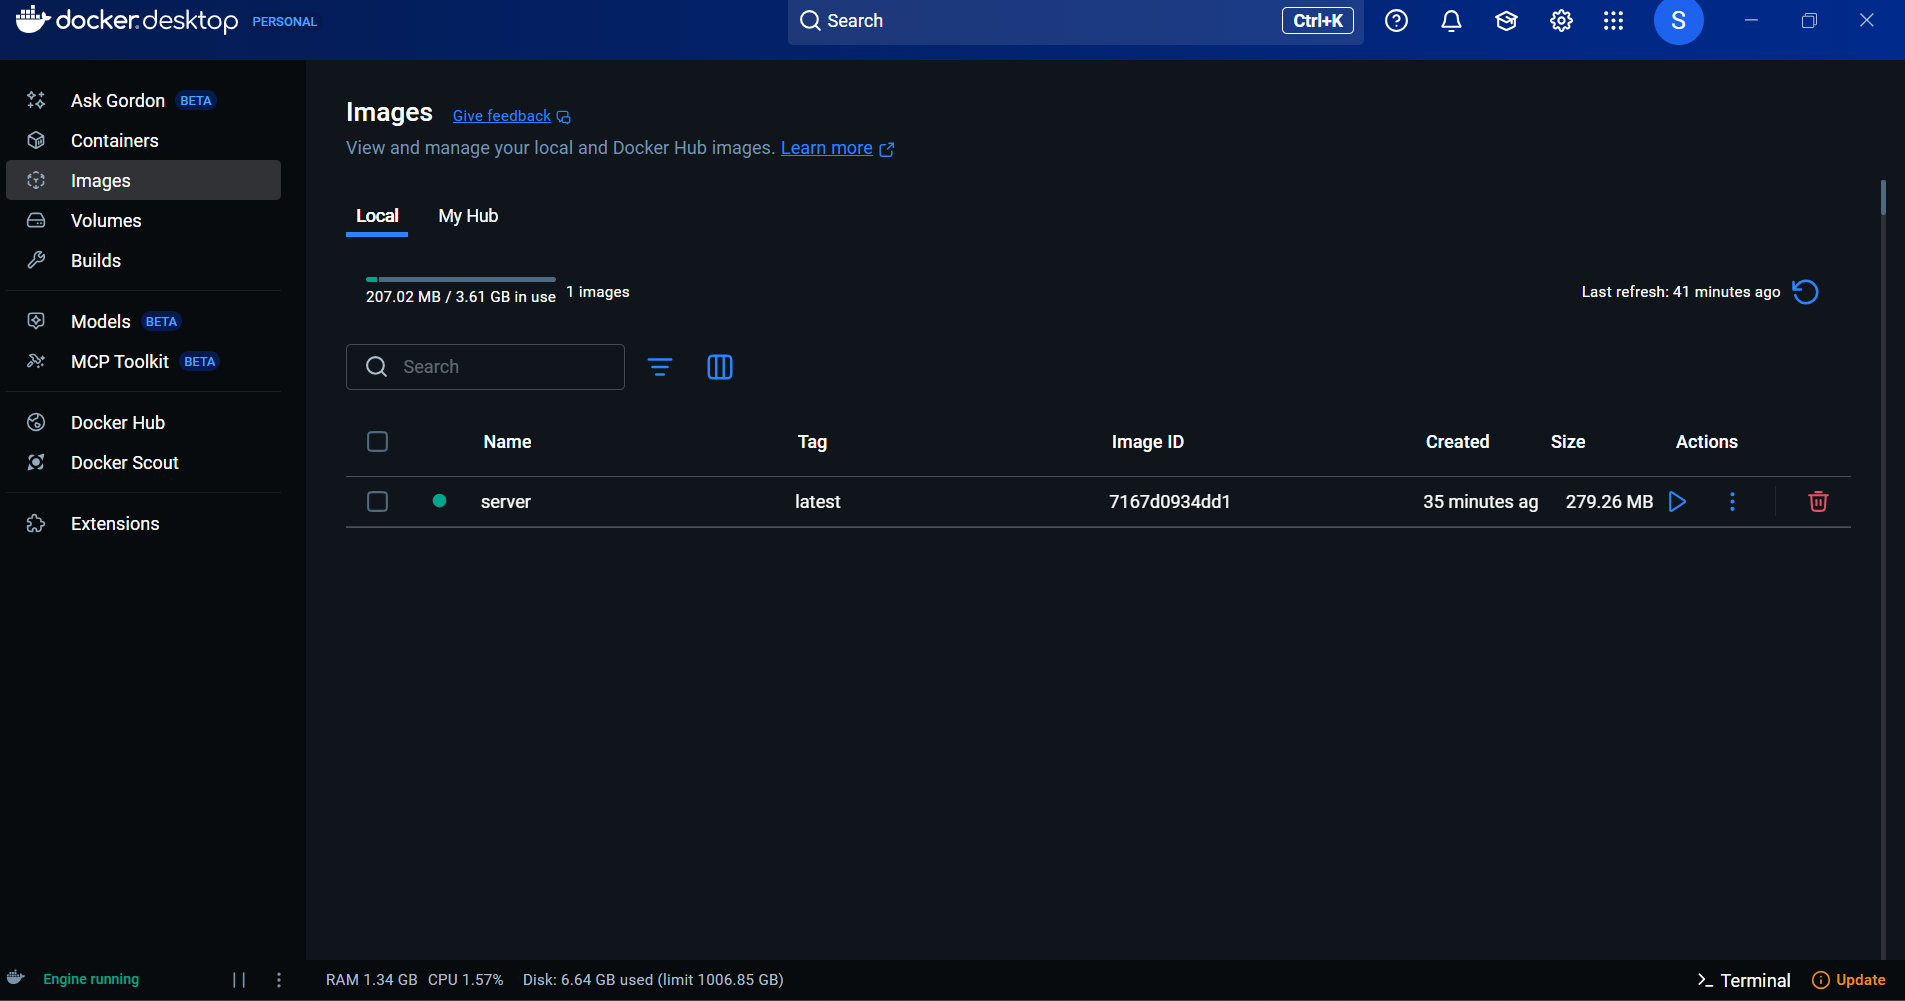 docker.desktop PERSONAL
Search Ctrl+K
S
Ask Gordon BETA
Containers
Images
Volumes
Builds
Models BETA
MCP Toolkit BETA
Docker Hub
Docker Scout
Extensions
Images Give feedback
View and manage your local and Docker Hub images. Learn more
Local My Hub
207.02 MB / 3.61 GB in use 1 images
Last refresh: 41 minutes ago
Search
Name Tag Image ID Created Size Actions
server latest 7167d0934dd1 35 minutes ag 279.26 MB
Engine running
RAM 1.34 GB CPU 1.57% Disk: 6.64 GB used (limit 1006.85 GB)
Terminal Update